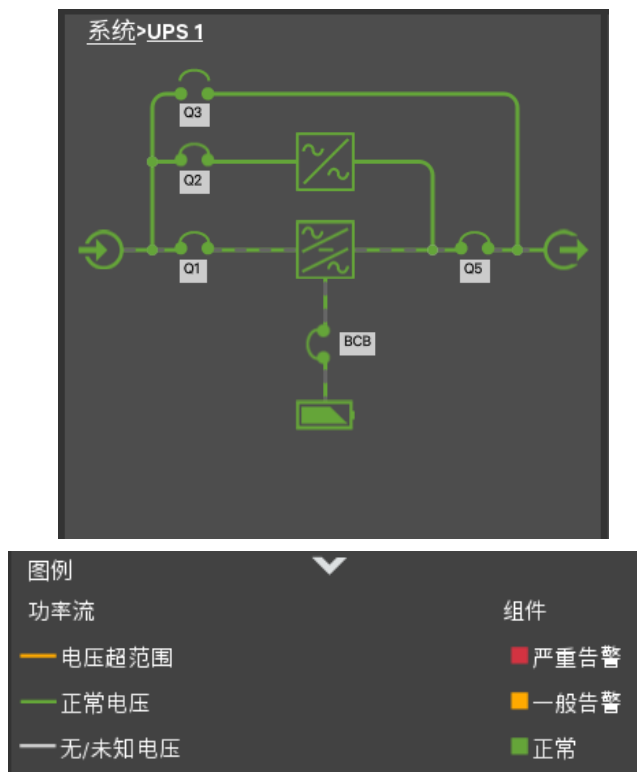 系统>UPS 1
Q3
Q2
Q1
Q5
BCB
图例
功率流
组件
电压超范围
严重告警
正常电压
一般告警
无/未知电压
正常